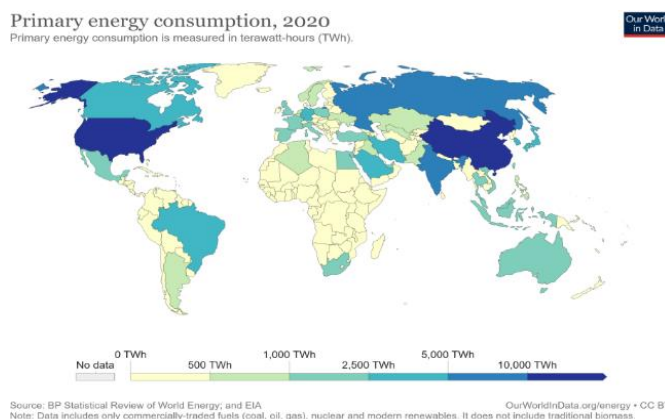 Primary energy consumption, 2020
Primary energy consumption is measured in terawatt-hours (TWh).
Our World
in Data
No data
0 TWh
500 TWh
1,000 TWh
2,500 TWh
5,000 TWh
10,000 TWh
Source: BP Statistical Review of World Energy; and EIA
OurWorldInData.org/energy • CC B
Note: Data includes only commercially-traded fuels (coal, oil, gas), nuclear and modern renewables. It does not include traditional biomass.